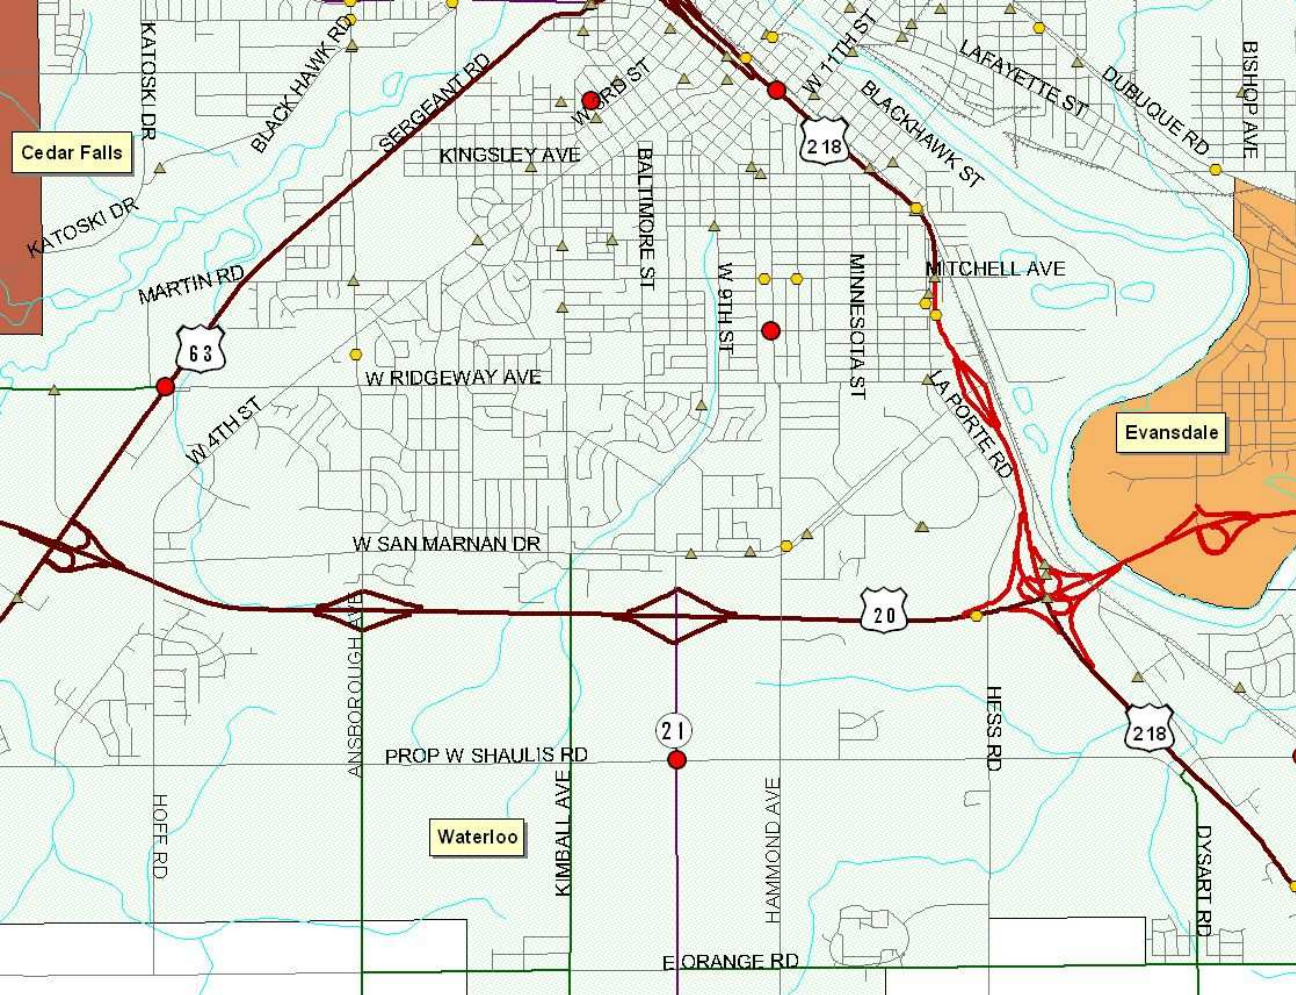 KATOSKI DR
BLACK HAWK RD
SERGEANT RD
W 3RD ST
W 11TH ST
LAFAYETTE ST
DUBUQUE RD
BISHOP AVE
BLACKHAWK ST
Cedar Falls
218
KINGSLEY AVE
BALTIMORE ST
KATOSKI DR
MARTIN RD
W 9TH ST
MINNESOTA ST
MITCHELL AVE
63
W RIDGEWAY AVE
W 4TH ST
LA PORTE RD
Evansdale
W SAN MARNAN DR
20
ANSBOROUGH AVE
HESS RD
21
218
PROP W SHAULIS RD
HOFF RD
Waterloo
KIMBALL AVE
HAMMOND AVE
DYSART RD
E ORANGE RD